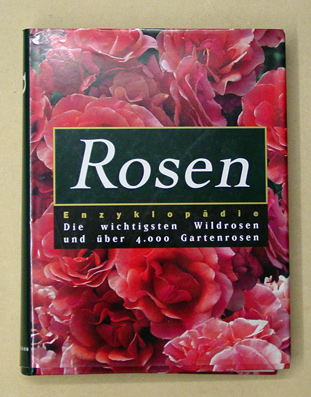 Rosen
Enzyklopädie
Die wichtigsten Wildrosen
und über 4.000 Gartenrosen